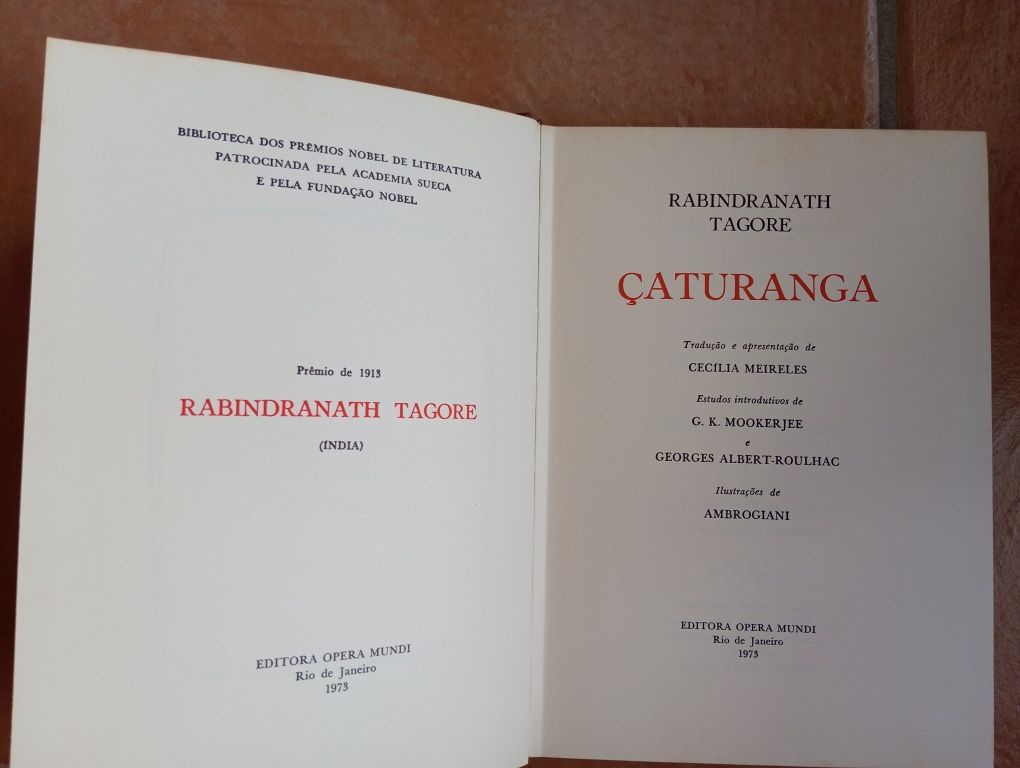 BIBLIOTECA DOS PRÊMIOS NOBEL DE LITERATURA
PATROCINADA PELA ACADEMIA SUECA
E PELA FUNDAÇÃO NOBEL
Prêmio de 1913
RABINDRANATH TAGORE
(ÍNDIA)
EDITORA OPERA MUNDI
Rio de Janeiro
1973
RABINDRANATH
TAGORE
ÇATURANGA
Tradução e apresentação de
CECÍLIA MEIRELES
Estudos introdutivos de
G. K. MOOKERJEE
e
GEORGES ALBERT-ROULHAC
Ilustrações de
AMBROGIANI
EDITORA OPERA MUNDI
Rio de Janeiro
1973